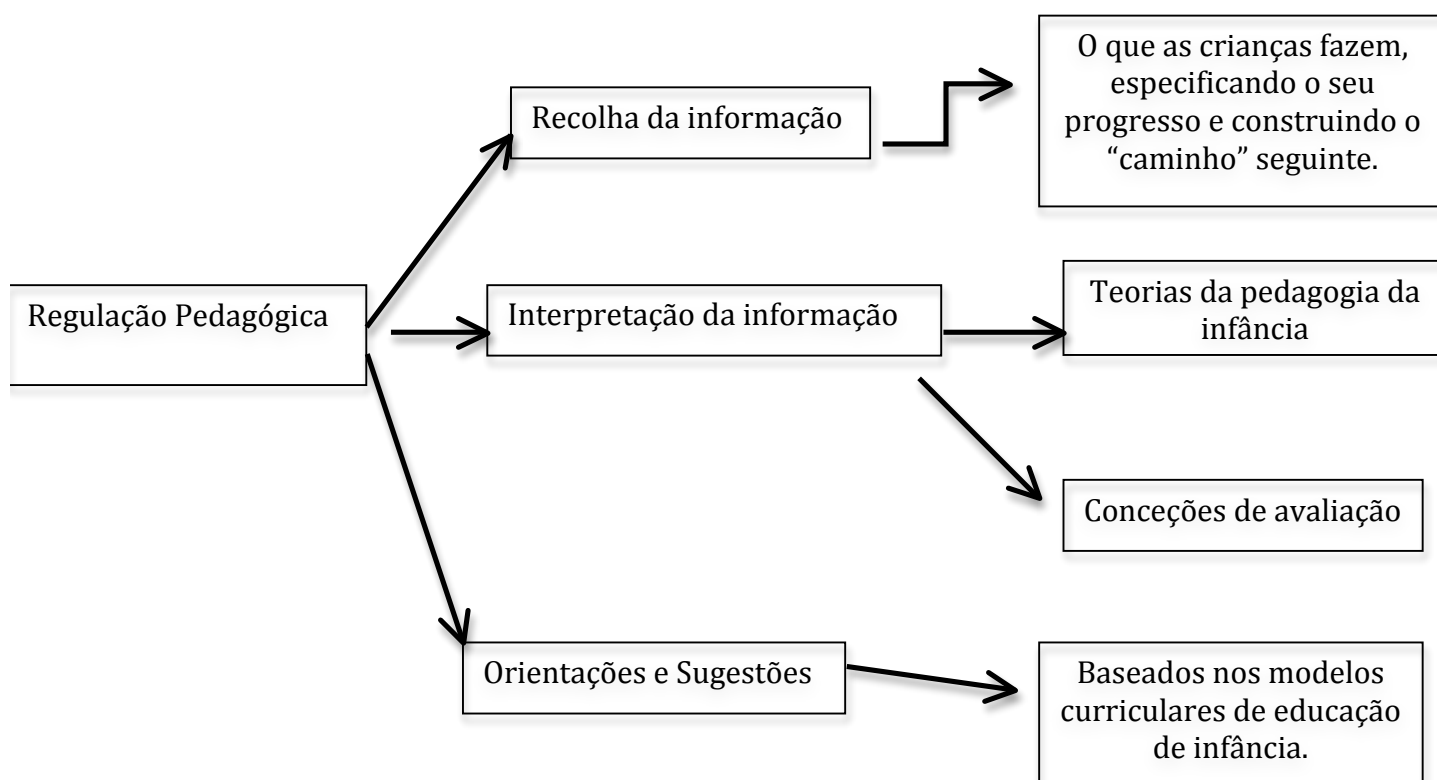 O que as crianças fazem,
especificando o seu
progresso e construindo o
“caminho” seguinte.
Recolha da informação
Regulação Pedagógica
Interpretação da informação
Teorias da pedagogia da
infância
Conceções de avaliação
Orientações e Sugestões
Baseados nos modelos
curriculares de educação
de infância.